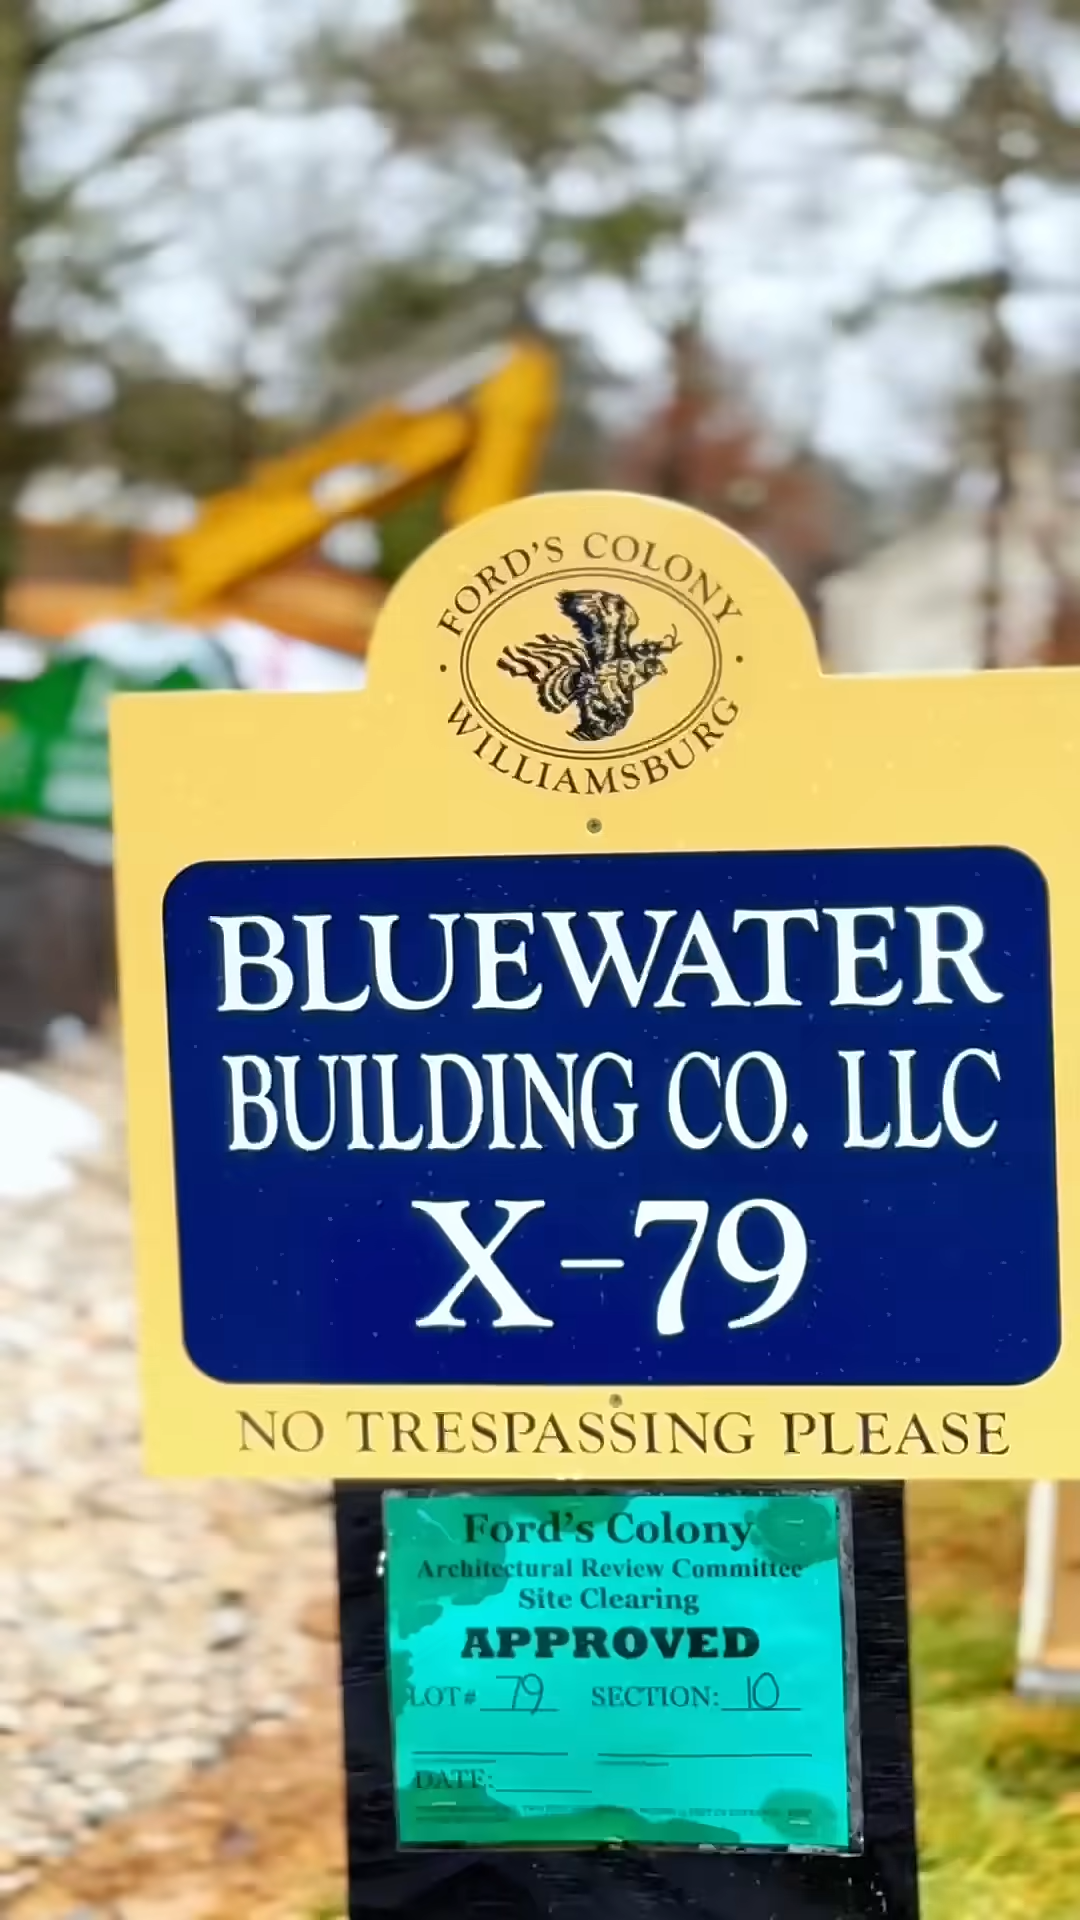 FORD'S COLONY
WILLIAMSBURG
BLUEWATER
BUILDING CO. LLC
X-79
NO TRESPASSING PLEASE
Ford's Colony
Architectural Review Committee
Site Clearing
APPROVED
LOT# 79 SECTION: 10
DATE: